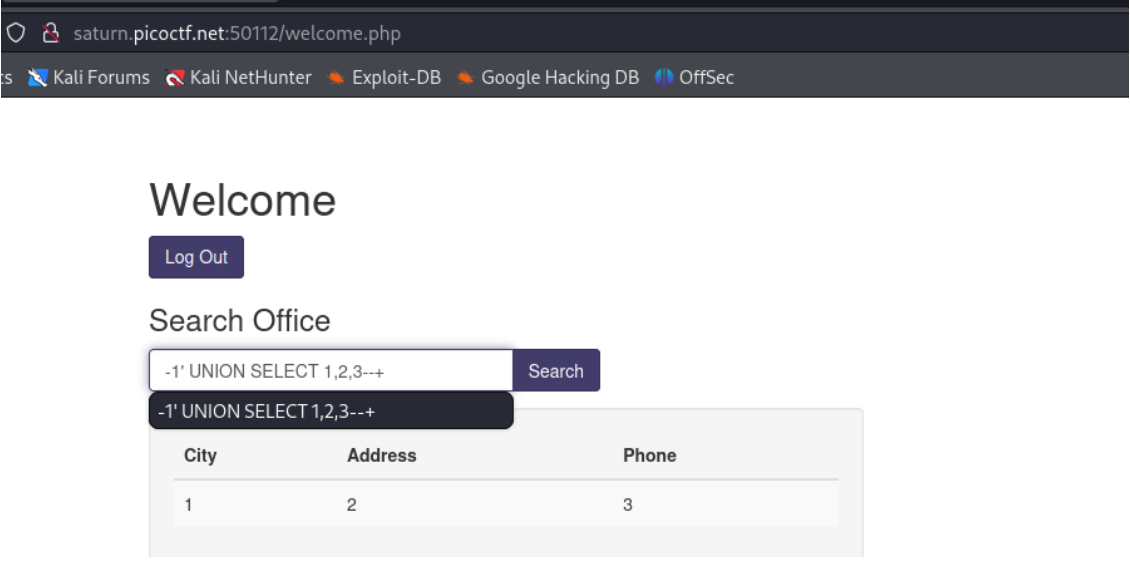 saturn.picoctf.net:50112/welcome.php
Kali Forums Kali NetHunter Exploit-DB Google Hacking DB OffSec
Welcome
Log Out
Search Office
-1' UNION SELECT 1,2,3--+ Search
-1' UNION SELECT 1,2,3--+
City Address Phone
1 2 3